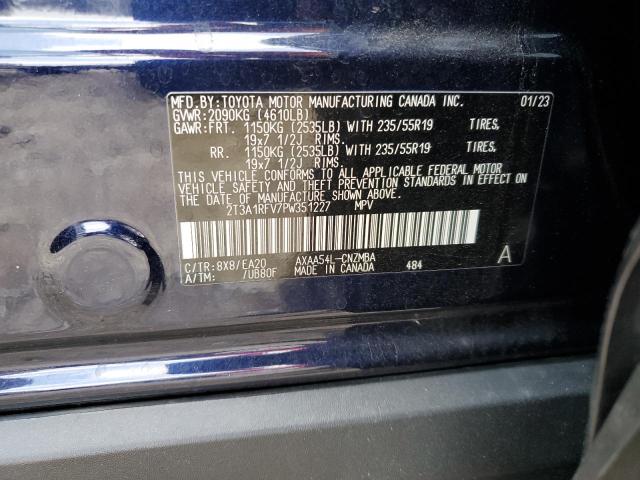 MFD.BY:TOYOTA MOTOR MANUFACTURING CANADA INC. 01/23
GVWR:2090KG (4610LB)
GAWR:FRT. 1150KG (2535LB) WITH 235/55R19 TIRES,
19x7 1/2J RIMS.
RR. 1150KG (2535LB) WITH 235/55R19 TIRES,
19x7 1/2J RIMS.
THIS VEHICLE CONFORMS TO ALL APPLICABLE FEDERAL MOTOR
VEHICLE SAFETY AND THEFT PREVENTION STANDARDS IN EFFECT
ON THE DATE OF MANUFACTURE SHOWN ABOVE.
2T3A1RFV7PW351227 MPV
C/TR:8X8/EA20 AXAA54L-CNZMBA A
A/TM: /UB80F MADE IN CANADA 484